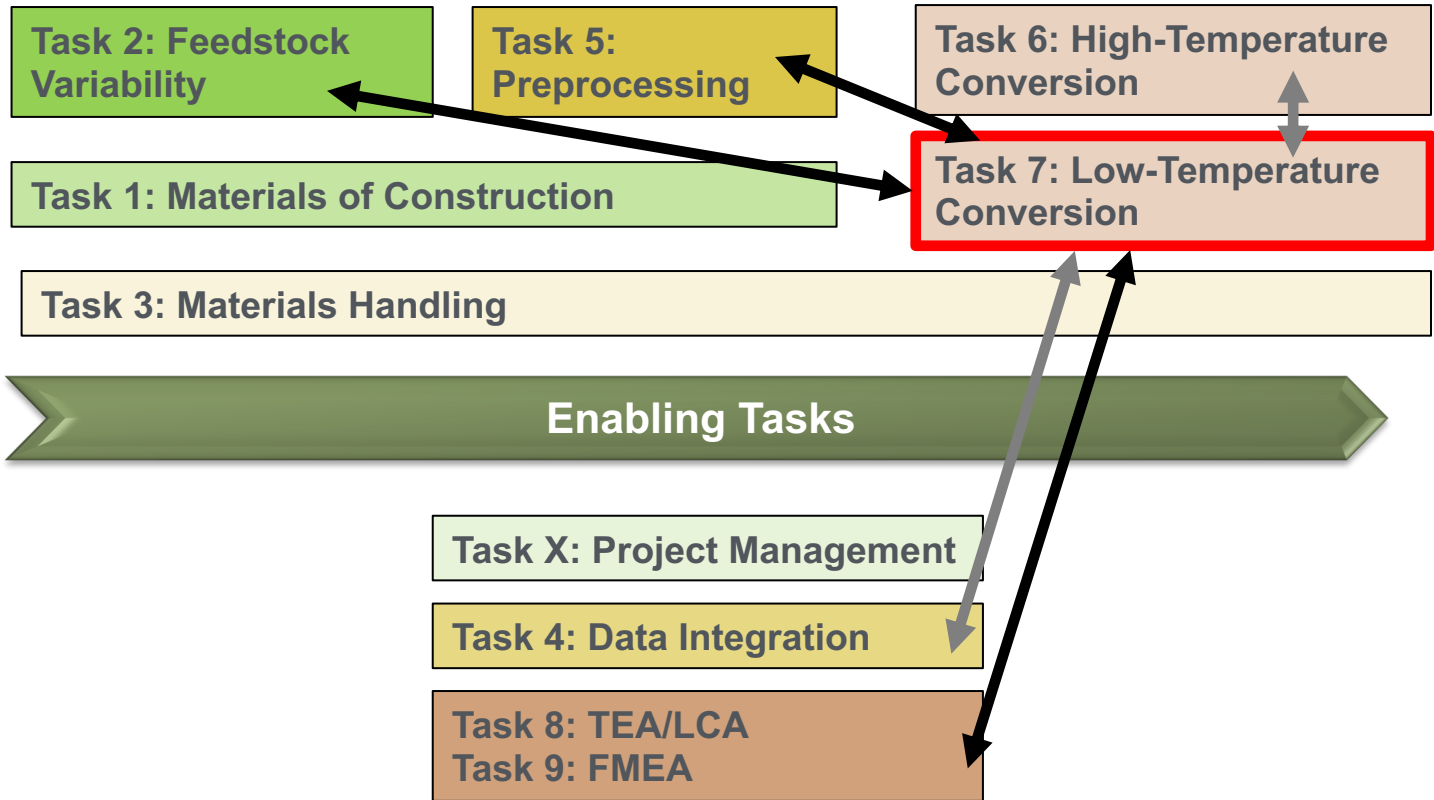 Task 2: Feedstock
Variability
Task 5:
Preprocessing
Task 6: High-Temperature
Conversion
Task 1: Materials of Construction
Task 7: Low-Temperature
Conversion
Task 3: Materials Handling
Enabling Tasks
Task X: Project Management
Task 4: Data Integration
Task 8: TEA/LCA
Task 9: FMEA